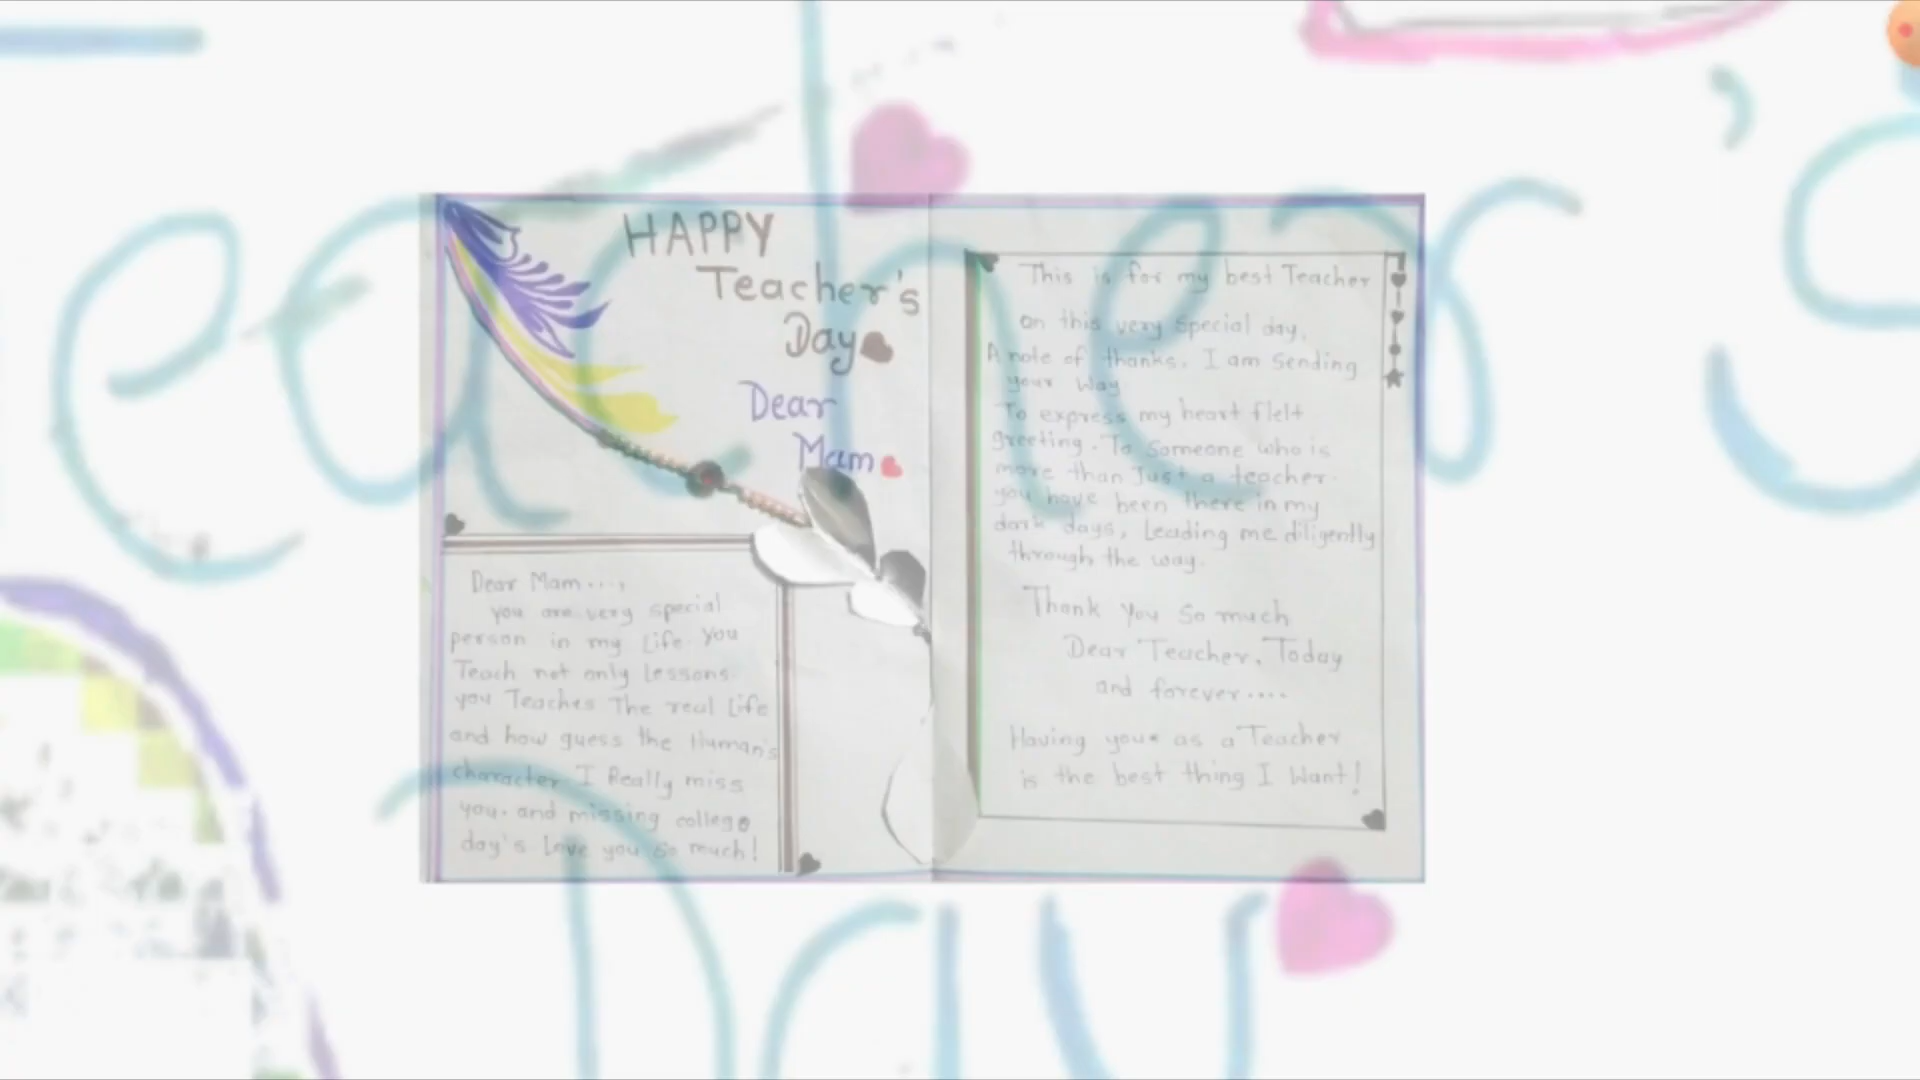 Teacher's
Day
HAPPY
Teacher's
Day
Dear
Mam
Dear Mam....,
you are very special
person in my Life. You
Teach not only Lessons.
you Teaches The real Life
and how guess the Human's
character I Really miss
you. and missing college
day's Love you so much!
This is for my best Teacher
on this very special day,
A note of thanks. I am Sending
your Way.
To express my heart flelt
greeting. To Someone who is
more than Just a teacher.
you have been there in my
dark days, Leading me diligently
through the way.
Thank You So much
Dear Teacher, Today
and forever....
Having your as a Teacher
is the best thing I Want!